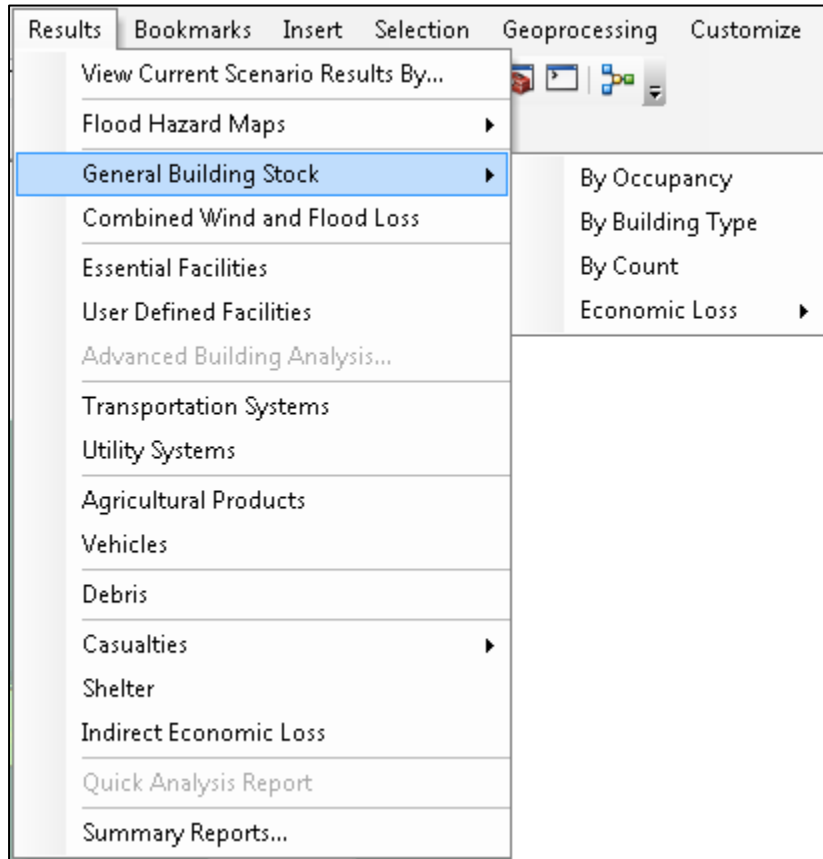 Results Bookmarks Insert Selection Geoprocessing Customize
View Current Scenario Results By...
Flood Hazard Maps
General Building Stock
Combined Wind and Flood Loss
Essential Facilities
User Defined Facilities
Advanced Building Analysis...
Transportation Systems
Utility Systems
Agricultural Products
Vehicles
Debris
Casualties
Shelter
Indirect Economic Loss
Quick Analysis Report
Summary Reports...
By Occupancy
By Building Type
By Count
Economic Loss